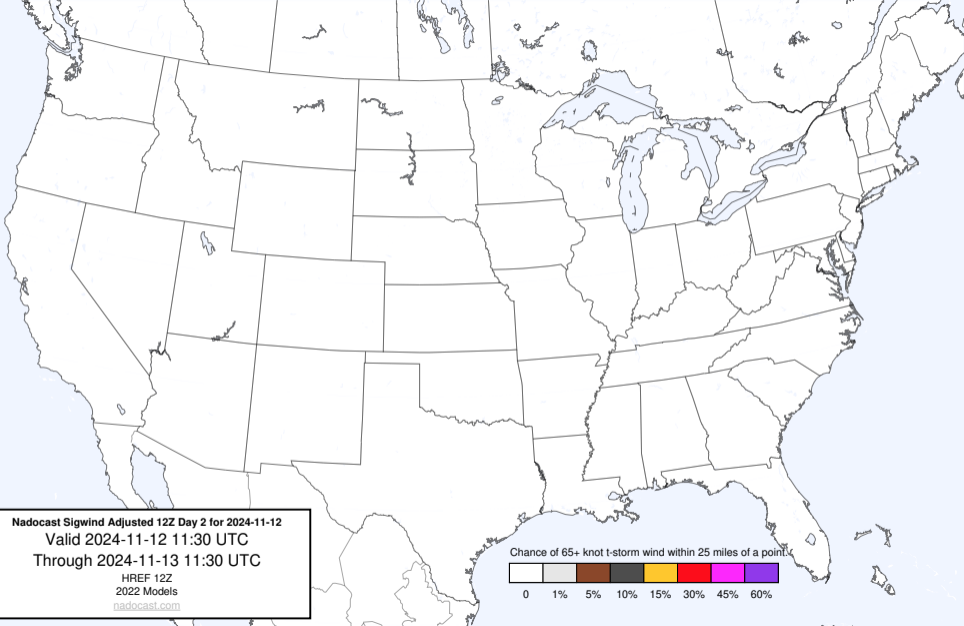 Nadocast Sigwind Adjusted 12Z Day 2 for 2024-11-12
Valid 2024-11-12 11:30 UTC
Through 2024-11-13 11:30 UTC
HREF 12Z
2022 Models
nadocast.com
Chance of 65+ knot t-storm wind within 25 miles of a point.
0 1% 5% 10% 15% 30% 45% 60%